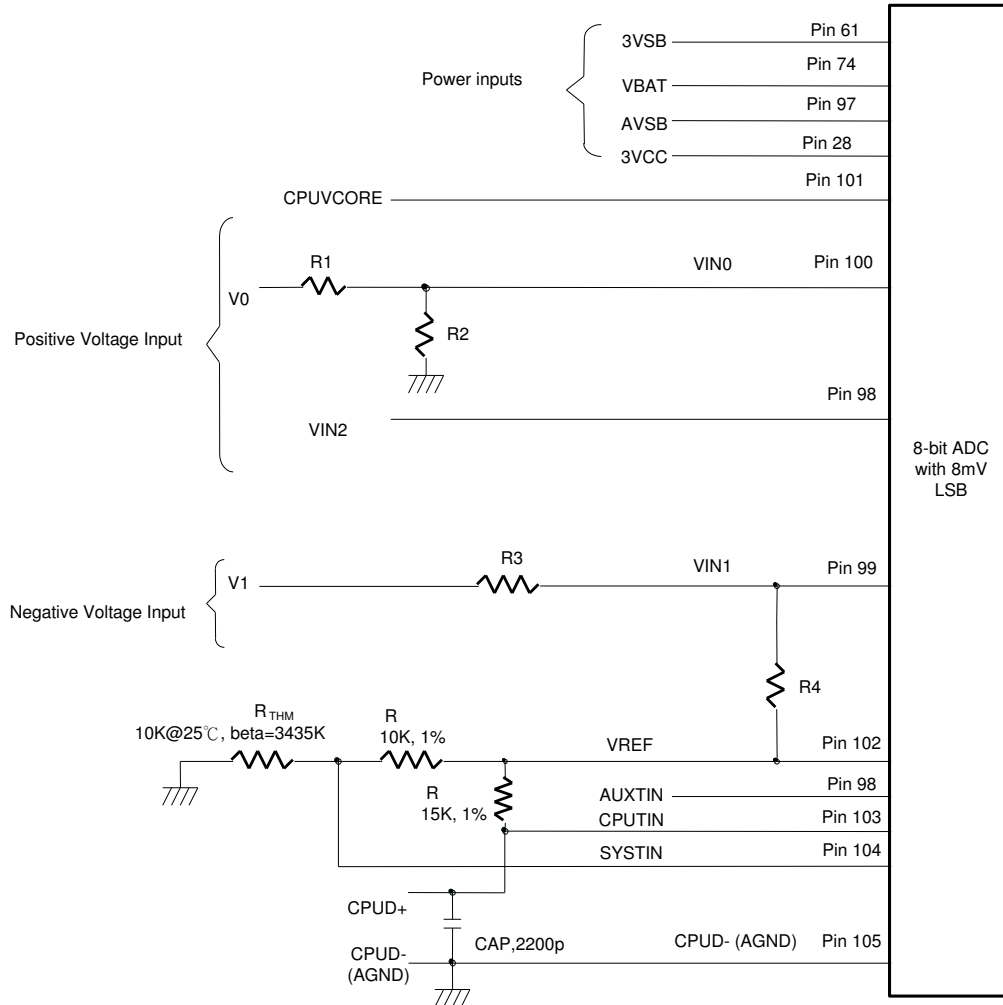 3VSB
Pin 61
Power inputs
VBAT
Pin 74
AVSB
Pin 97
3VCC
Pin 28
CPUVCORE
Pin 101
R1
VIN0
Pin 100
V0
R2
Positive Voltage Input
Pin 98
VIN2
8-bit ADC
with 8mV
LSB
R3
VIN1
Pin 99
V1
Negative Voltage Input
R4
RTHM
10K@25℃, beta=3435K
R
10K, 1%
VREF
Pin 102
R
15K, 1%
AUXTIN
Pin 98
CPUTIN
Pin 103
SYSTIN
Pin 104
CPUD+
CAP,2200p
CPUD-
(AGND)
CPUD- (AGND)
Pin 105